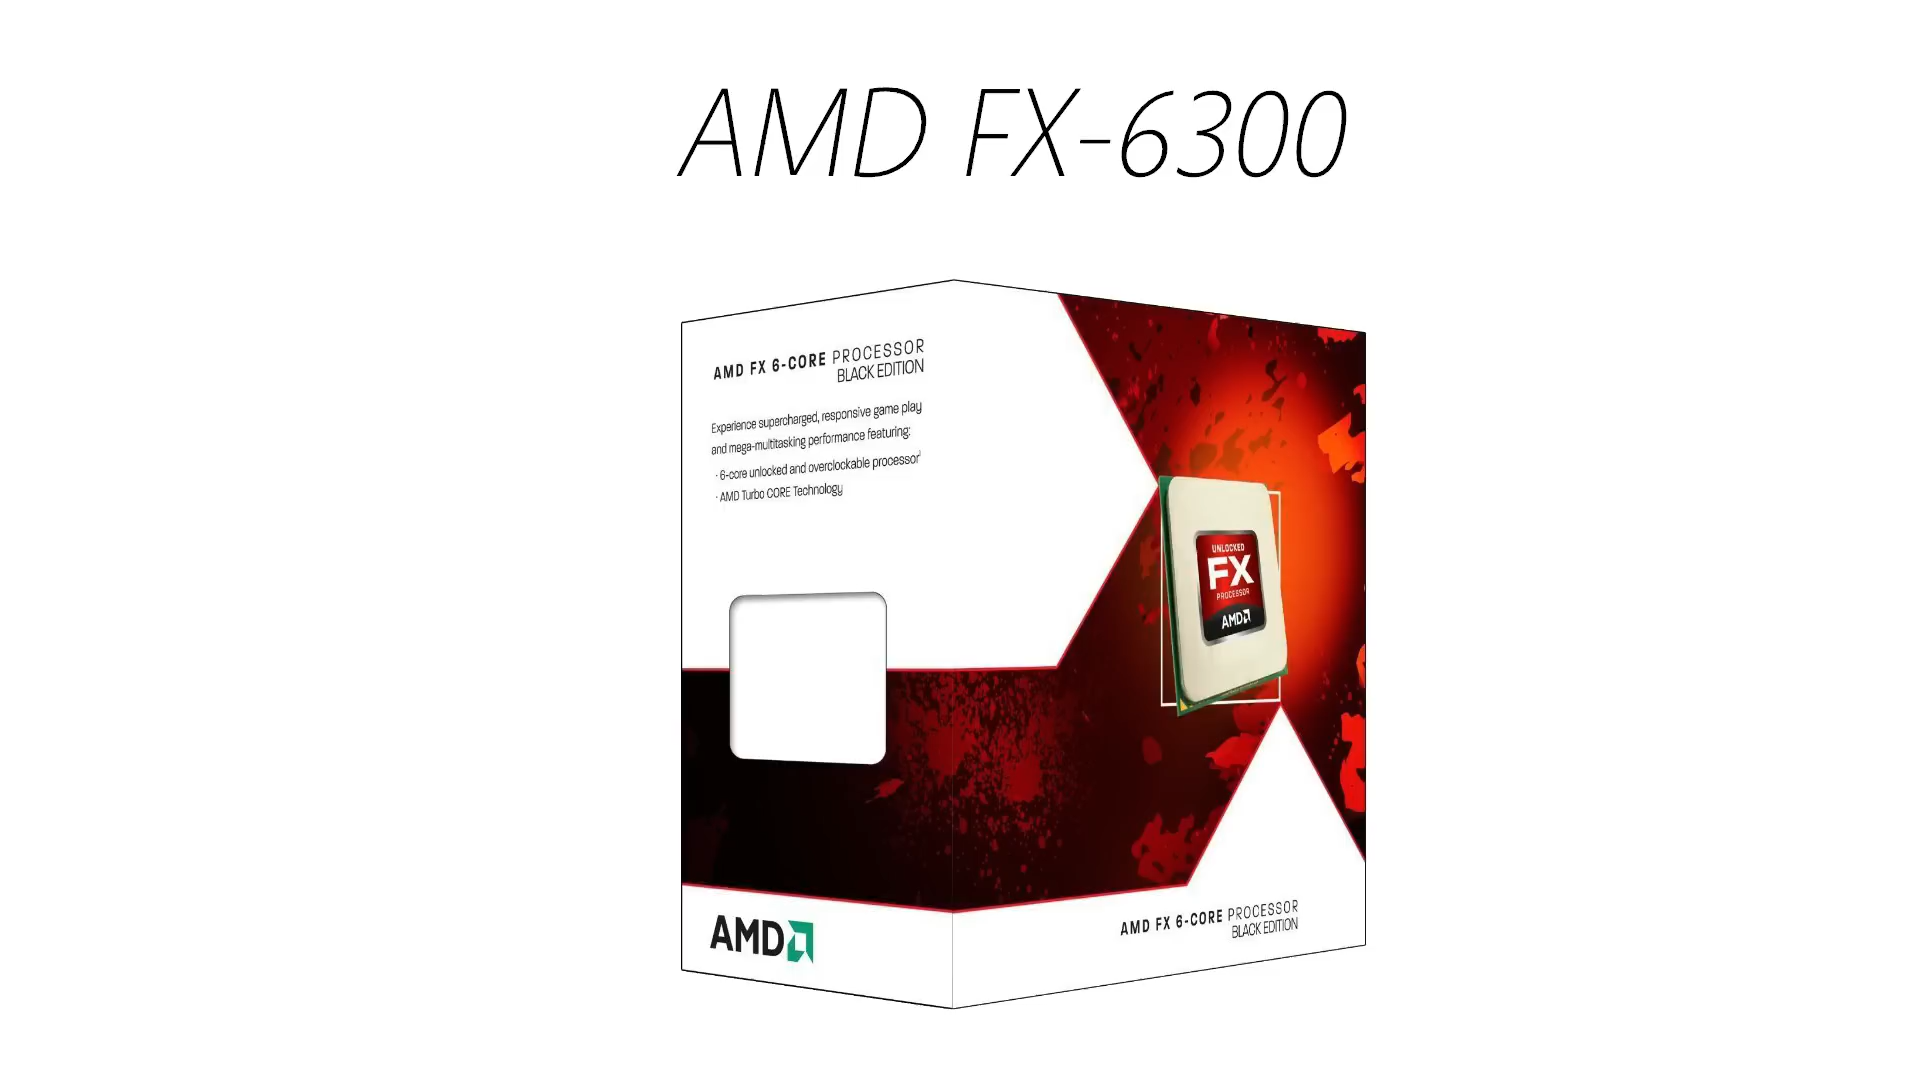 AMD FX-6300
AMD FX 6-CORE PROCESSOR
BLACK EDITION
Experience supercharged, responsive game play
and mega-multitasking performance featuring:
· 6-core unlocked and overclockable processor¹
· AMD Turbo CORE Technology
UNLOCKED
FX
PROCESSOR
AMD
AMD
AMD FX 6-CORE PROCESSOR
BLACK EDITION